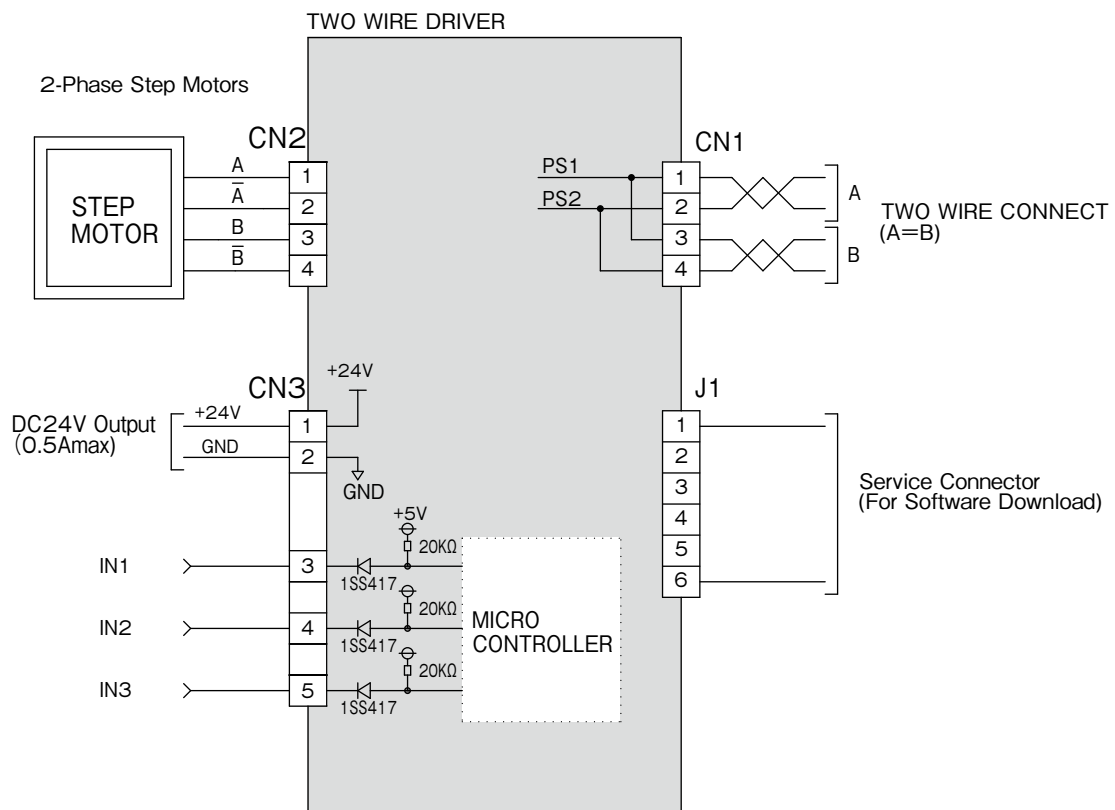 TWO WIRE DRIVER
2-Phase Step Motors
CN2
CN1
STEP
MOTOR
A
A̅
B
B̅
1
2
3
4
PS1
PS2
1
2
3
4
A
B
TWO WIRE CONNECT
(A=B)
CN3
+24V
J1
DC24V Output
(0.5Amax)
+24V
GND
1
2
GND
+5V
20KΩ
IN1
3
1SS417
20KΩ
IN2
4
1SS417
20KΩ
IN3
5
1SS417
MICRO
CONTROLLER
1
2
3
4
5
6
Service Connector
(For Software Download)